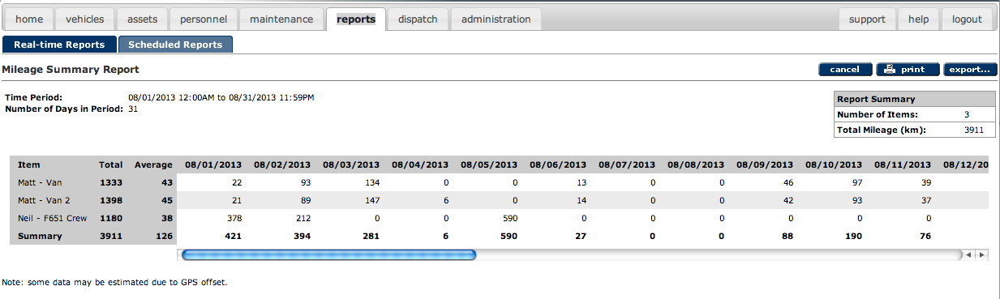 home vehicles assets personnel maintenance reports dispatch administration support help logout
Real-time Reports Scheduled Reports
Mileage Summary Report cancel print export...
Time Period: 08/01/2013 12:00AM to 08/31/2013 11:59PM
Number of Days in Period: 31
Report Summary
Number of Items: 3
Total Mileage (km): 3911
Item Total Average 08/01/2013 08/02/2013 08/03/2013 08/04/2013 08/05/2013 08/06/2013 08/07/2013 08/08/2013 08/09/2013 08/10/2013 08/11/2013 08/12/20
Matt - Van 1333 43 22 93 134 0 0 13 0 0 46 97 39
Matt - Van 2 1398 45 21 89 147 6 0 14 0 0 42 93 37
Neil - F651 Crew 1180 38 378 212 0 0 590 0 0 0 0 0 0
Summary 3911 126 421 394 281 6 590 27 0 0 88 190 76
Note: some data may be estimated due to GPS offset.